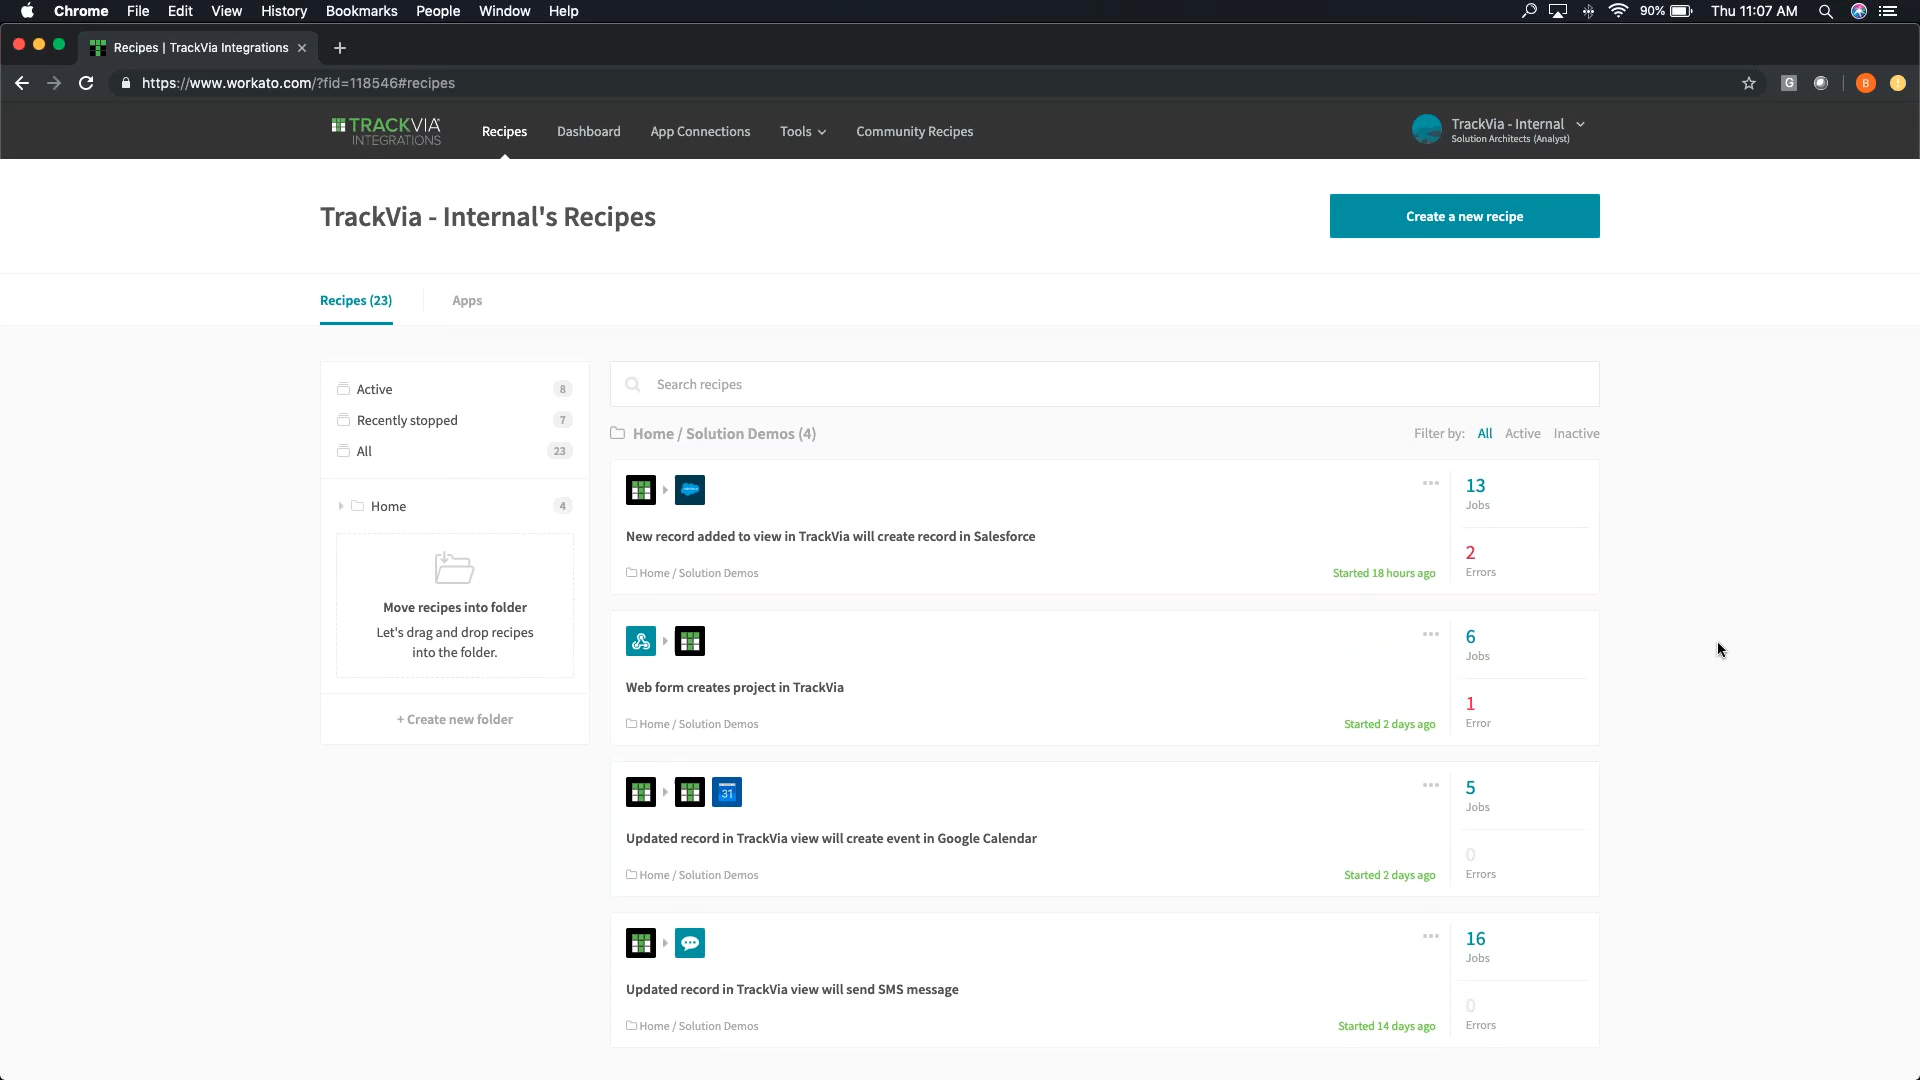 Chrome File Edit View History Bookmarks People Window Help 90% Thu 11:07 AM
Recipes | TrackVia Integrations
https://www.workato.com/?fid=118546#recipes G B
TRACKVIA
INTEGRATIONS
Recipes Dashboard App Connections Tools Community Recipes
TrackVia - Internal
Solution Architects (Analyst)
TrackVia - Internal's Recipes
Create a new recipe
Recipes (23) Apps
Active 8
Recently stopped 7
All 23
Home 4
Move recipes into folder
Let's drag and drop recipes
into the folder.
+ Create new folder
Search recipes
Home / Solution Demos (4)
Filter by: All Active Inactive
New record added to view in TrackVia will create record in Salesforce
Home / Solution Demos
Started 18 hours ago
13
Jobs
2
Errors
Web form creates project in TrackVia
Home / Solution Demos
Started 2 days ago
6
Jobs
1
Error
31
Updated record in TrackVia view will create event in Google Calendar
Home / Solution Demos
Started 2 days ago
5
Jobs
0
Errors
Updated record in TrackVia view will send SMS message
Home / Solution Demos
Started 14 days ago
16
Jobs
0
Errors